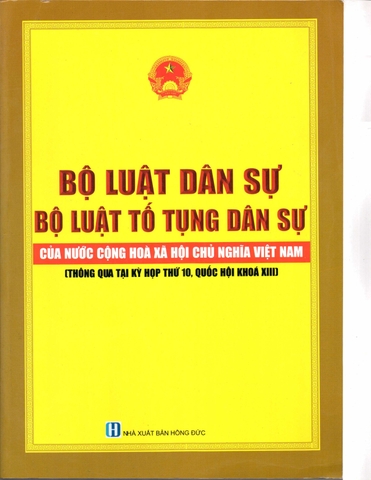 BỘ LUẬT DÂN SỰ
BỘ LUẬT TỐ TỤNG DÂN SỰ
CỦA NƯỚC CỘNG HOÀ XÃ HỘI CHỦ NGHĨA VIỆT NAM
(THÔNG QUA TẠI KỲ HỌP THỨ 10, QUỐC HỘI KHOÁ XIII)
H NHÀ XUẤT BẢN HỒNG ĐỨC